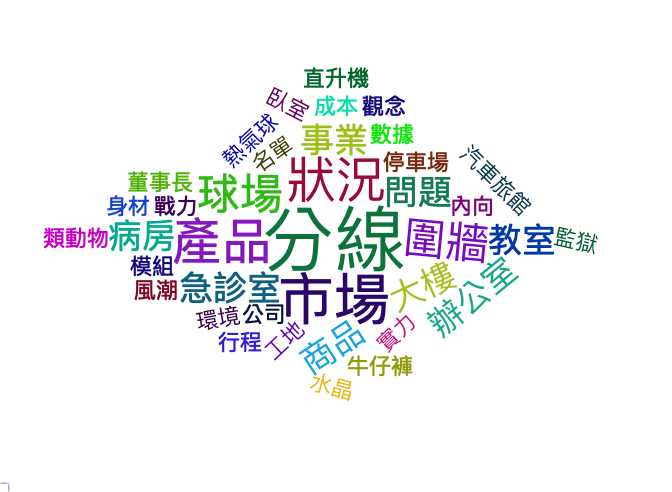 直升機
臥室
成本
觀念
熱氣球
名單
事業
數據
停車場
汽車旅館
董事長
球場
狀況
問題
身材
戰力
內向
類動物
病房
產品
分線
圍牆
教室
監獄
模組
風潮
急診室
市場
大樓
辦公室
環境
公司
行程
工地
商品
實力
牛仔褲
水晶